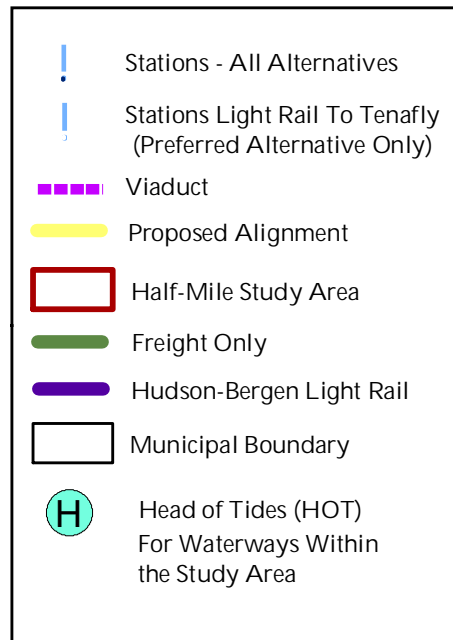 Stations - All Alternatives
Stations Light Rail To Tenafly
(Preferred Alternative Only)
Viaduct
Proposed Alignment
Half-Mile Study Area
Freight Only
Hudson-Bergen Light Rail
Municipal Boundary
H
Head of Tides (HOT)
For Waterways Within
the Study Area